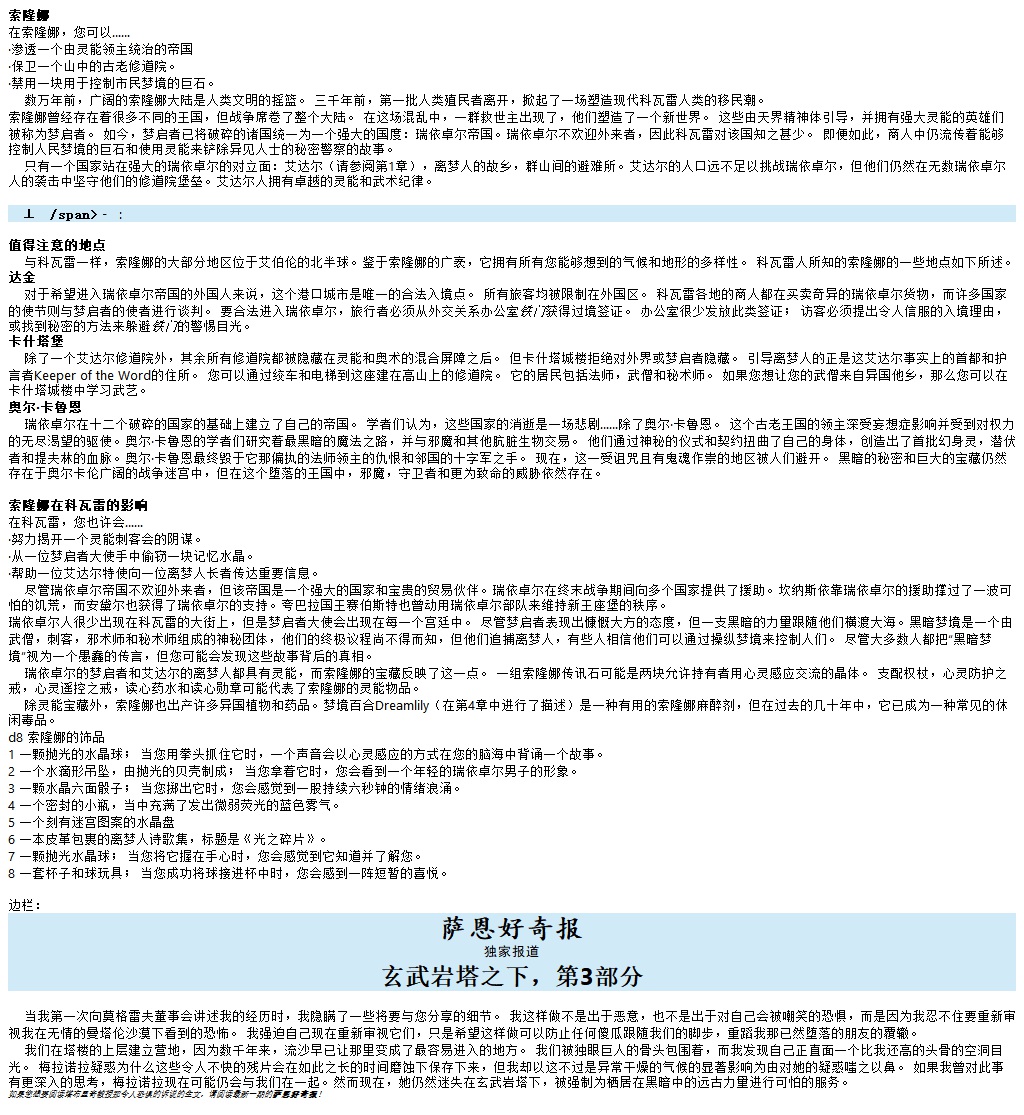 索隆娜
在索隆娜，您可以......
·渗透一个由灵能领主统治的帝国
·保卫一个山中的古老修道院。
·禁用一块用于控制市民梦境的巨石。
数万年前，广阔的索隆娜大陆是人类文明的摇篮。 三千年前，第一批人类殖民者离开，掀起了一场塑造现代科瓦雷人类的移民潮。
索隆娜曾经存在着很多不同的王国，但战争席卷了整个大陆。 在这场混乱中，一群救世主出现了，他们塑造了一个新世界。 这些由天界精神体引导，并拥有强大灵能的英雄们
被称为梦启者。 如今，梦启者已将破碎的诸国统一为一个强大的国度：瑞依卓尔帝国。瑞依卓尔不欢迎外来者，因此科瓦雷对该国知之甚少。 即便如此，商人中仍流传着能够
控制人民梦境的巨石和使用灵能来铲除异见人士的秘密警察的故事。
只有一个国家站在强大的瑞依卓尔的对立面：艾达尔（请参阅第1章），离梦人的故乡，群山间的避难所。艾达尔的人口远不足以挑战瑞依卓尔，但他们仍然在无数瑞依卓尔
人的袭击中坚守他们的修道院堡垒。艾达尔人拥有卓越的灵能和武术纪律。
/span> - ：
值得注意的地点
与科瓦雷一样，索隆娜的大部分地区位于艾伯伦的北半球。鉴于索隆娜的广袤，它拥有所有您能够想到的气候和地形的多样性。 科瓦雷人所知的索隆娜的一些地点如下所述。
达金
对于希望进入瑞依卓尔帝国的外国人来说，这个港口城市是唯一的合法入境点。 所有旅客均被限制在外国区。 科瓦雷各地的商人都在买卖奇异的瑞依卓尔货物，而许多国家
的使节则与梦启者的使者进行谈判。 要合法进入瑞依卓尔，旅行者必须从外交关系办公室获得过境签证。 办公室很少发放此类签证； 访客必须提出令人信服的入境理由，
或找到秘密的方法来躲避的警惕目光。
卡什塔堡
除了一个艾达尔修道院外，其余所有修道院都被隐藏在灵能和奥术的混合屏障之后。 但卡什塔城楼拒绝对外界或梦启者隐藏。 引导离梦人的正是这艾达尔事实上的首都和护
言者Keeper of the Word的住所。 您可以通过绞车和电梯到这座建在高山上的修道院。 它的居民包括法师，武僧和秘术师。 如果您想让您的武僧来自异国他乡，那么您可以在
卡什塔城楼中学习武艺。
奥尔·卡鲁恩
瑞依卓尔在十二个破碎的国家的基础上建立了自己的帝国。 学者们认为，这些国家的消逝是一场悲剧......除了奥尔·卡鲁恩。 这个古老王国的领主深受妄想症影响并受到对权力
的无尽渴望的驱使。奥尔·卡鲁恩的学者们研究着最黑暗的魔法之路，并与邪魔和其他肮脏生物交易。 他们通过神秘的仪式和契约扭曲了自己的身体，创造出了首批幻身灵，潜伏
者和提夫林的血脉。奥尔·卡鲁恩最终毁于它那偏执的法师领主的仇恨和邻国的十字军之手。 现在，这一受诅咒且有鬼魂作祟的地区被人们避开。 黑暗的秘密和巨大的宝藏仍然
存在于奥尔卡伦广阔的战争迷宫中，但在这个堕落的王国中，邪魔，守卫者和更为致命的威胁依然存在。
索隆娜在科瓦雷的影响
在科瓦雷，您也许会......
·努力揭开一个灵能刺客会的阴谋。
·从一位梦启者大使手中偷窃一块记忆水晶。
·帮助一位艾达尔特使向一位离梦人长者传达重要信息。
尽管瑞依卓尔帝国不欢迎外来者，但该帝国是一个强大的国家和宝贵的贸易伙伴。瑞依卓尔在终末战争期间向多个国家提供了援助。坎纳斯依靠瑞依卓尔的援助撑过了一波可
怕的饥荒，而安黛尔也获得了瑞依卓尔的支持。夸巴拉国王赛伯斯特也曾动用瑞依卓尔部队来维持新王座堡的秩序。
瑞依卓尔人很少出现在科瓦雷的大街上，但是梦启者大使会出现在每一个宫廷中。 尽管梦启者表现出慷慨大方的态度，但一支黑暗的力量跟随他们横渡大海。黑暗梦境是一个由
武僧，刺客，邪术师和秘术师组成的神秘团体，他们的终极议程尚不得而知，但他们追捕离梦人，有些人相信他们可以通过操纵梦境来控制人们。 尽管大多数人都把“黑暗梦
境”视为一个愚蠢的传言，但您可能会发现这些故事背后的真相。
瑞依卓尔的梦启者和艾达尔的离梦人都具有灵能，而索隆娜的宝藏反映了这一点。 一组索隆娜传讯石可能是两块允许持有者用心灵感应交流的晶体。 支配权杖，心灵防护之
戒，心灵遥控之戒，读心药水和读心勋章可能代表了索隆娜的灵能物品。
除灵能宝藏外，索隆娜也出产许多异国植物和药品。梦境百合Dreamlily（在第4章中进行了描述）是一种有用的索隆娜麻醉剂，但在过去的几十年中，它已成为一种常见的休
闲毒品。
d8 索隆娜的饰品
1 一颗抛光的水晶球； 当您用拳头抓住它时，一个声音会以心灵感应的方式在您的脑海中背诵一个故事。
2 一个水滴形吊坠，由抛光的贝壳制成； 当您拿着它时，您会看到一个年轻的瑞依卓尔男子的形象。
3 一颗水晶六面骰子； 当您掷出它时，您会感觉到一股持续六秒钟的情绪浪涌。
4 一个密封的小瓶，当中充满了发出微弱荧光的蓝色雾气。
5 一个刻有迷宫图案的水晶盘
6 一本皮革包裹的离梦人诗歌集，标题是《光之碎片》。
7 一颗抛光水晶球； 当您将它握在手心时，您会感觉到它知道并了解您。
8 一套杯子和球玩具； 当您成功将球接进杯中时，您会感到一阵短暂的喜悦。
边栏：
萨恩好奇报
独家报道
玄武岩塔之下，第3部分
当我第一次向莫格雷夫董事会讲述我的经历时，我隐瞒了一些将要与您分享的细节。 我这样做不是出于恶意，也不是出于对自己会被嘲笑的恐惧，而是因为我忍不住要重新审
视我在无情的曼塔伦沙漠下看到的恐怖。 我强迫自己现在重新审视它们，只是希望这样做可以防止任何傻瓜跟随我们的脚步，重蹈我那已然堕落的朋友的覆辙。
我们在塔楼的上层建立营地，因为数千年来，流沙早已让那里变成了最容易进入的地方。 我们被独眼巨人的骨头包围着，而我发现自己正直面一个比我还高的头骨的空洞目
光。 梅拉诺拉疑惑为什么这些令人不快的残片会在如此之长的时间磨蚀下保存下来，但我却以这不过是异常干燥的气候的显著影响为由对她的疑惑嗤之以鼻。 如果我曾对此事
有更深入的思考，梅拉诺拉现在可能仍会与我们在一起。然而现在，她仍然迷失在玄武岩塔下，被强制为栖居在黑暗中的远古力量进行可怕的服务。